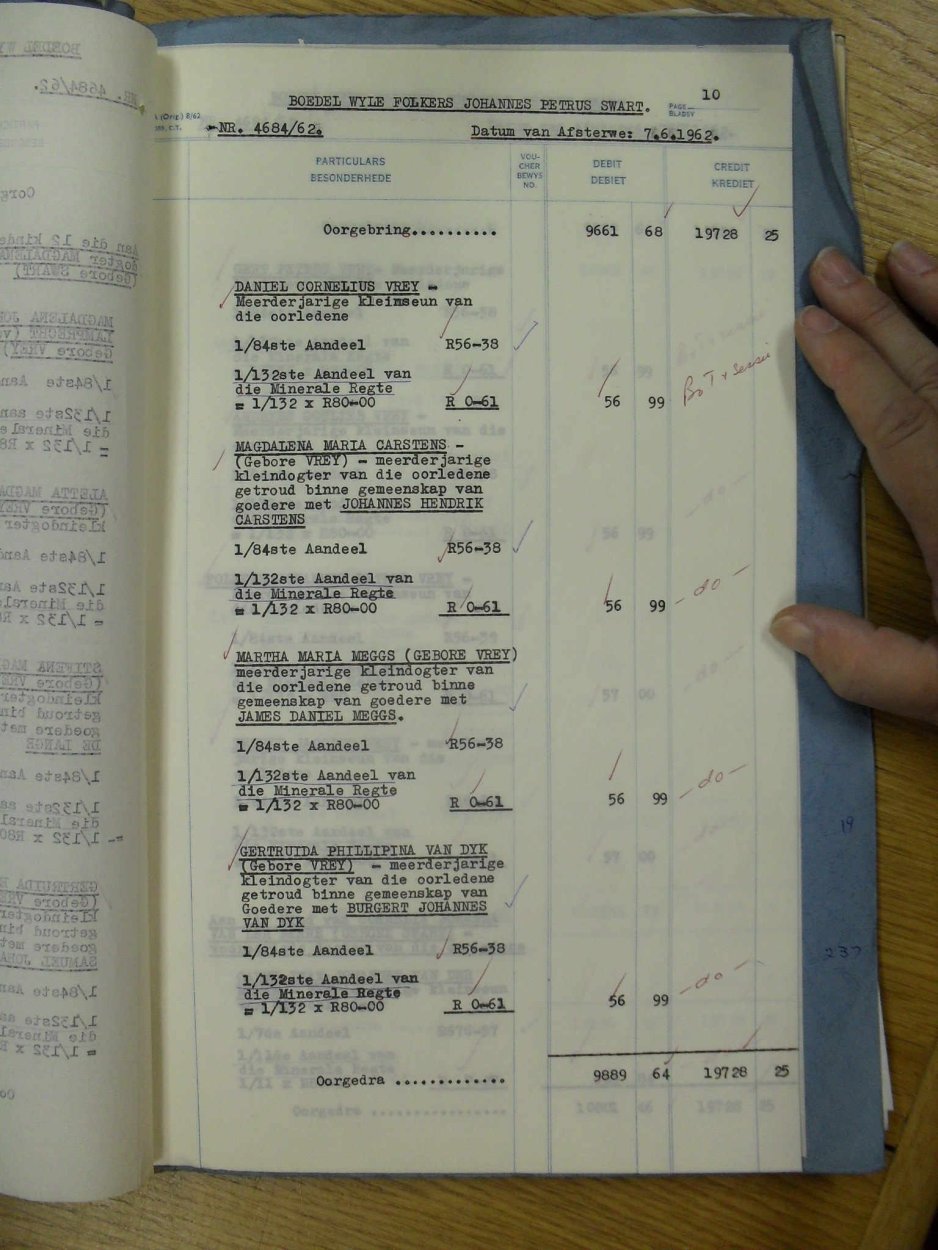 BOEDEL WYLE FOLKERS JOHANNES PETRUS SWART.
10
PAGE
BLADSY
NR. 4684/62.
Datum van Afsterwe: 7.6.1962.
PARTICULARS
BESONDERHEDE
VOU-
CHER
BEWYS
NO.
DEBIT
DEBIET
CREDIT
KREDIET
Oorgebring.......... 9661 68 19728 25
DANIEL CORNELIUS VREY -
Meerderjarige kleinseun van
die oorledene
1/84ste Aandeel R56-38
1/132ste Aandeel van
die Minerale Regte
= 1/132 x R80-00 R 0-61 56 99 BoT & sessie
MAGDALENA MARIA CARSTENS -
(Gebore VREY) - meerderjarige
kleindogter van die oorledene
getroud binne gemeenskap van
goedere met JOHANNES HENDRIK
CARSTENS
1/84ste Aandeel R56-38
1/132ste Aandeel van
die Minerale Regte
= 1/132 x R80-00 R 0-61 56 99 - do -
MARTHA MARIA MEGGS (GEBORE VREY)
meerderjarige kleindogter van
die oorledene getroud binne
gemeenskap van goedere met
JAMES DANIEL MEGGS.
1/84ste Aandeel R56-38
1/132ste Aandeel van
die Minerale Regte
= 1/132 x R80-00 R 0-61 56 99 - do -
GERTRUIDA PHILLIPINA VAN DYK
(Gebore VREY) - meerderjarige
kleindogter van die oorledene
getroud binne gemeenskap van
Goedere met BURGERT JOHANNES
VAN DYK
1/84ste Aandeel R56-38
1/132ste Aandeel van
die Minerale Regte
= 1/132 x R80-00 R 0-61 56 99 - do -
Oorgedra ............ 9889 64 19728 25